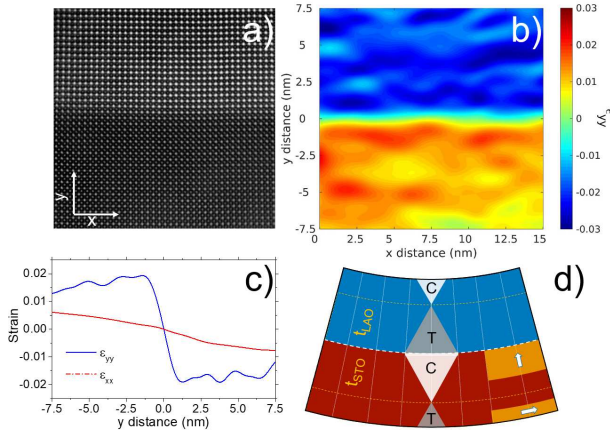 a)
y
x
b)
7.5
5
2.5
0
-2.5
-5
-7.5
y distance (nm)
0 2.5 5 7.5 10 12.5 15
x distance (nm)
0.03
0.02
0.01
0
-0.01
-0.02
-0.03
εyy
c)
0.02
0.01
0.00
-0.01
-0.02
Strain
εyy
εxx
-7.5 -5.0 -2.5 0.0 2.5 5.0 7.5
y distance (nm)
d)
C
tLAO
T
C
tSTO
T